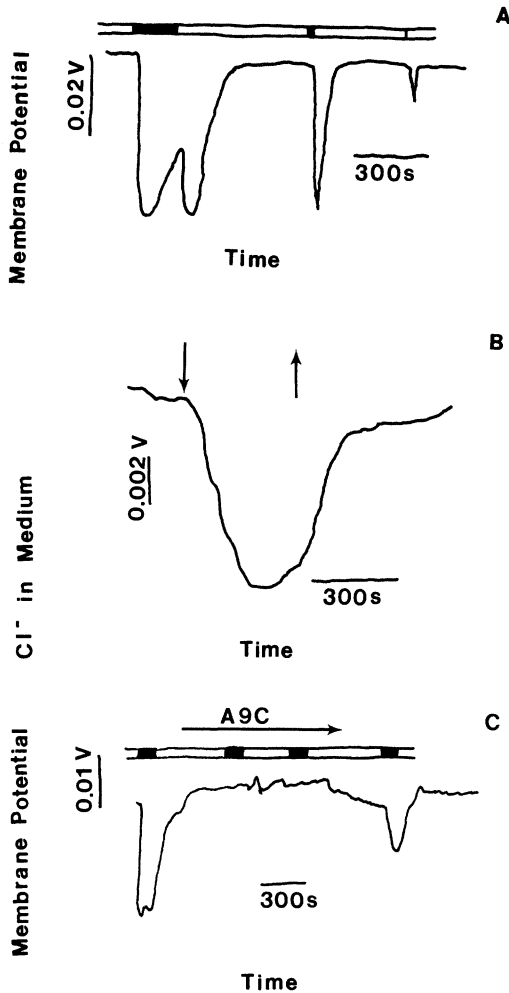 A
0.02 V
Membrane Potential
300s
Time
B
0.002 V
Cl⁻ in Medium
300s
Time
A9C
C
0.01 V
Membrane Potential
300s
Time